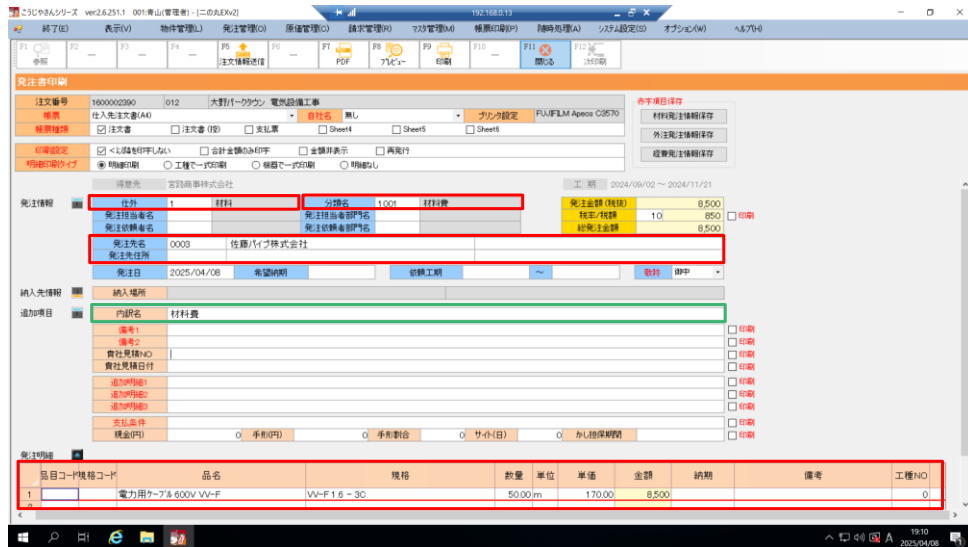 こうじやさんシリーズ ver2.6.251.1 001:青山(管理者) - [二の丸EXv2]
192.168.0.13
終了(E) 表示(V) 物件管理(L) 発注管理(O) 原価管理(C) 請求管理(R) マスタ管理(M) 帳票印刷(P) 随時処理(A) システム設定(S) オプション(W) ヘルプ(H)
F1 F2 F3 F4 F5 F6 F7 F8 F9 F10 F11 F12
参照 注文情報送信 PDF プレビュー 印刷 閉じる 注印刷
発注書印刷
注文番号 1600002390 012 大野パークタウン 電気設備工事
赤字項目保存
帳票 仕入先注文書(A4) 自社名 無し プリンタ設定 FUJIFILM Apeos C3570
材料発注情報保存
帳票種類 注文書 注文書(控) 支払票 Sheet4 Sheet5 Sheet6
外注発注情報保存
印刷設定 <以降を印字しない 合計金額のみ印字 金額非表示 再発行
経費発注情報保存
明細印刷タイプ 明細印刷 工種で一式印刷 機器で一式印刷 明細なし
得意先 宮路商事株式会社 工 期 2024/09/02 ~ 2024/11/21
発注情報 仕外 1 材料 分類名 1001 材料費 発注金額(税抜) 8,500
発注担当者名 発注担当者部門名 税率/税額 10 850 印刷
発注依頼者名 発注依頼者部門名 総発注金額 8,500
発注先名 0003 佐藤パイプ株式会社
発注先住所
発注日 2025/04/08 希望納期 依頼工期 ~ 敬称 御中
納入先情報 納入場所
追加項目 内訳名 材料費
備考1 印刷
備考2 印刷
貴社見積NO 印刷
貴社見積日付 印刷
追加明細1 印刷
追加明細2 印刷
追加明細3 印刷
支払条件 印刷
現金(円) 0 手形(円) 0 手形割合 0 サイト(日) 0 かし担保期間 印刷
発注明細
品目コード 規格コード 品名 規格 数量 単位 単価 金額 納期 備考 工種NO
1 電力用ケーブル 600V VV-F VV-F 1.6 - 3C 50.00 m 170.00 8,500 0
19:10
2025/04/08